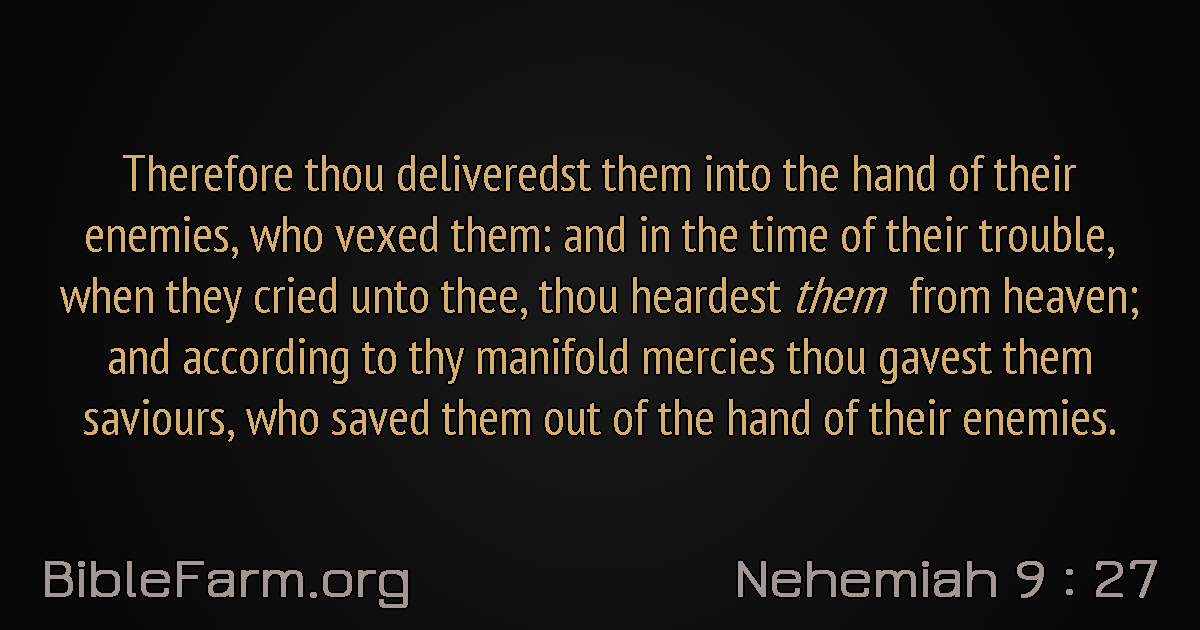 Therefore thou deliveredst them into the hand of their
enemies, who vexed them: and in the time of their trouble,
when they cried unto thee, thou heardest them from heaven;
and according to thy manifold mercies thou gavest them
saviours, who saved them out of the hand of their enemies.
BibleFarm.org
Nehemiah 9 : 27